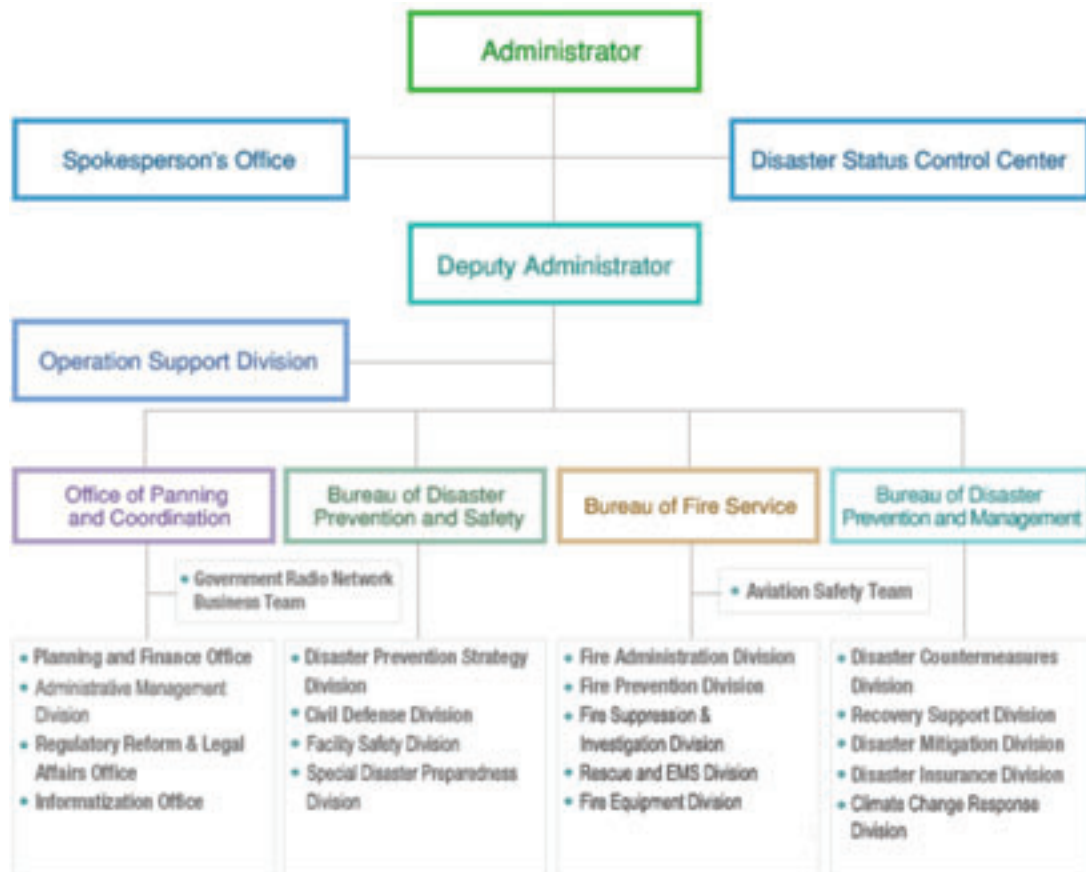 Administrator
Spokesperson's Office
Disaster Status Control Center
Deputy Administrator
Operation Support Division
Office of Panning
and Coordination
Bureau of Disaster
Prevention and Safety
Bureau of Fire Service
Bureau of Disaster
Prevention and Management
• Government Radio Network
Business Team
• Aviation Safety Team
• Planning and Finance Office
• Administrative Management
Division
• Regulatory Reform & Legal
Affairs Office
• Informatization Office
• Disaster Prevention Strategy
Division
• Civil Defense Division
• Facility Safety Division
• Special Disaster Preparedness
Division
• Fire Administration Division
• Fire Prevention Division
• Fire Suppression &
Investigation Division
• Rescue and EMS Division
• Fire Equipment Division
• Disaster Countermeasures
Division
• Recovery Support Division
• Disaster Mitigation Division
• Disaster Insurance Division
• Climate Change Response
Division